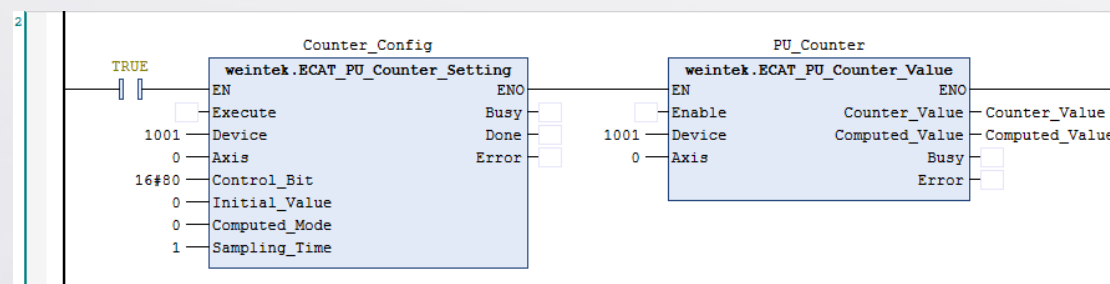 2
Counter_Config PU_Counter
TRUE
weintek.ECAT_PU_Counter_Setting weintek.ECAT_PU_Counter_Value
EN ENO EN ENO
Execute Busy Enable Counter_Value Counter_Value
1001 Device Done 1001 Device Computed_Value Computed_Value
0 Axis Error 0 Axis Busy
16#80 Control_Bit Error
0 Initial_Value
0 Computed_Mode
1 Sampling_Time